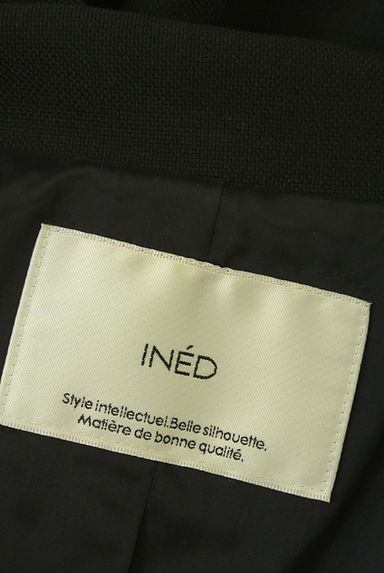 INÉD
Style intellectuel.Belle silhouette.
Matière de bonne qualité.